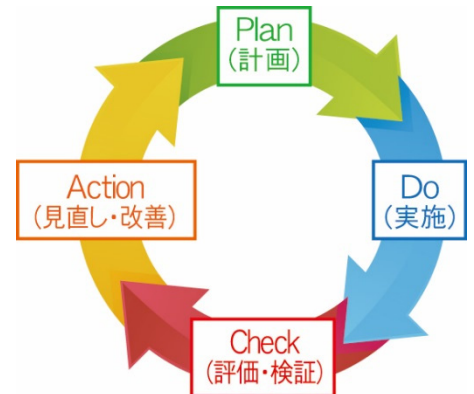 Plan
(計画)
Do
(実施)
Check
(評価・検証)
Action
(見直し・改善)